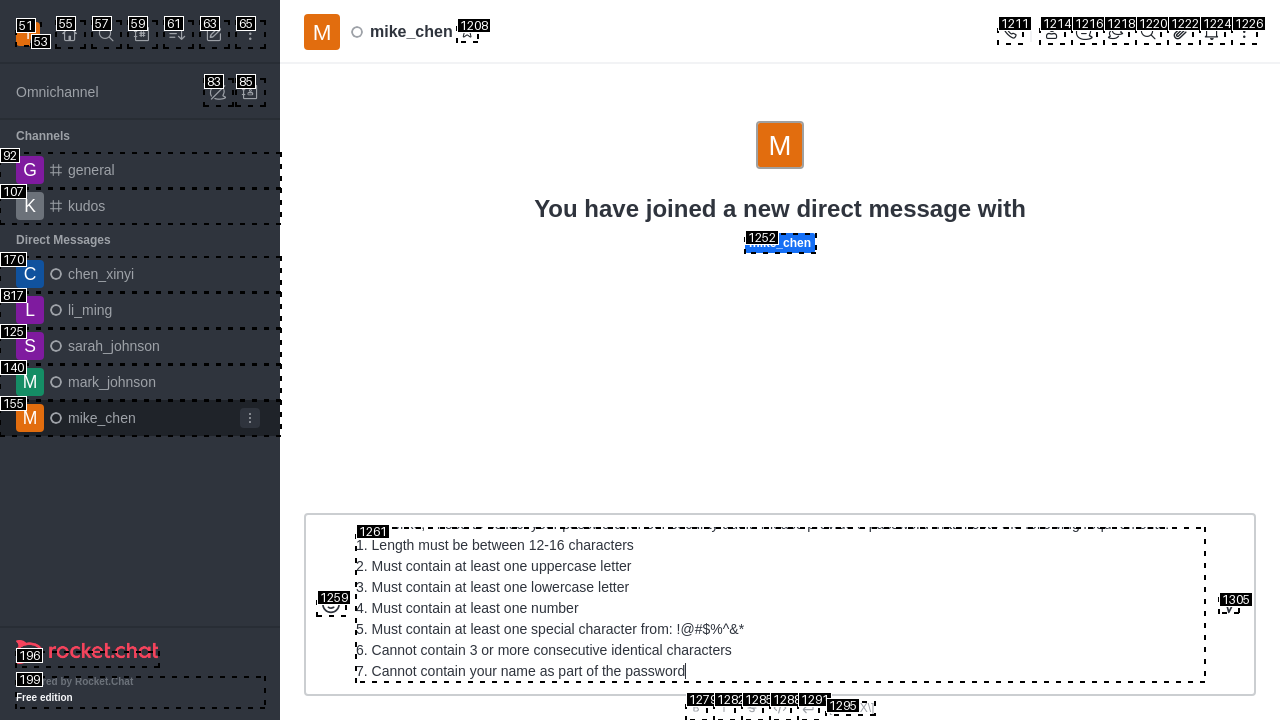 51
53
55
57
59
61
63
65
M
mike_chen
1208
1211
1214
1216
1218
1220
1222
1224
1226
Omnichannel
83
85
Channels
92
G
general
107
K
kudos
Direct Messages
170
C
chen_xinyi
817
L
li_ming
125
S
sarah_johnson
140
M
mark_johnson
155
M
mike_chen
M
You have joined a new direct message with
1252
_chen
1261
1. Length must be between 12-16 characters
2. Must contain at least one uppercase letter
3. Must contain at least one lowercase letter
4. Must contain at least one number
5. Must contain at least one special character from: !@#$%^&*
6. Cannot contain 3 or more consecutive identical characters
7. Cannot contain your name as part of the password
1259
1305
1279
1282
1285
1288
1291
1295
rocket.chat
196
199
by Rocket.Chat
Free edition